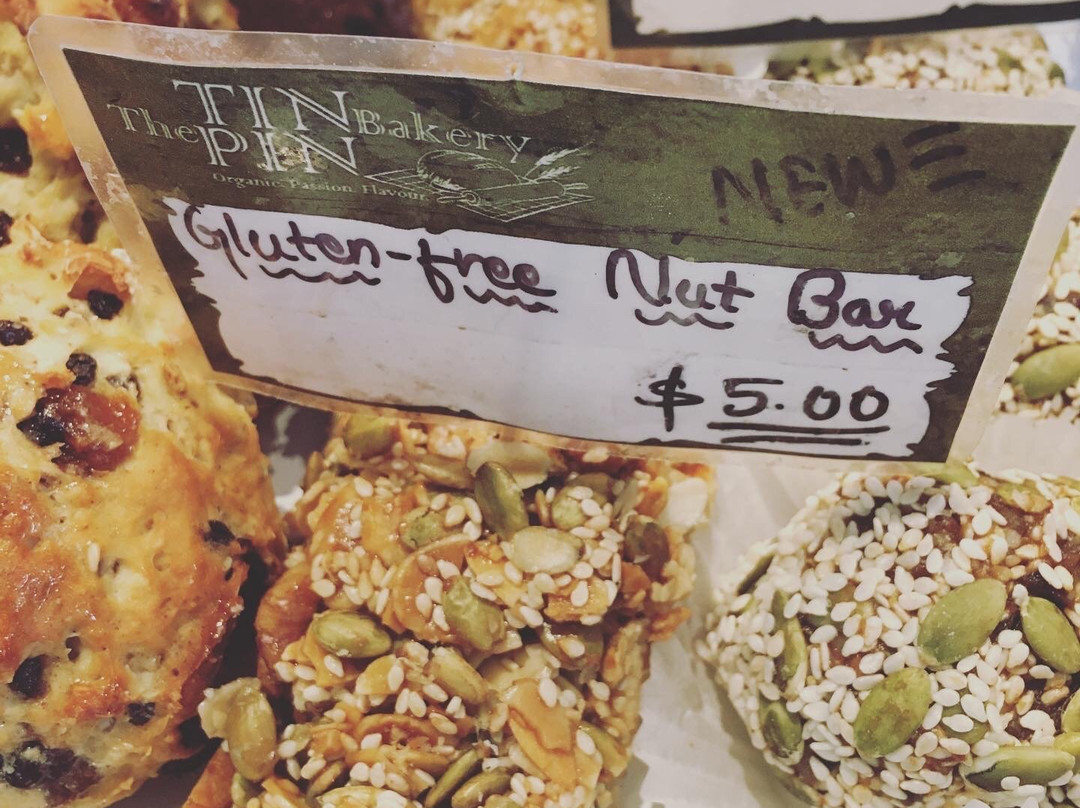 The TIN PIN Bakery
Organic. Passion. Flavour.
NEW
Gluten-free Nut Bar
$5.00